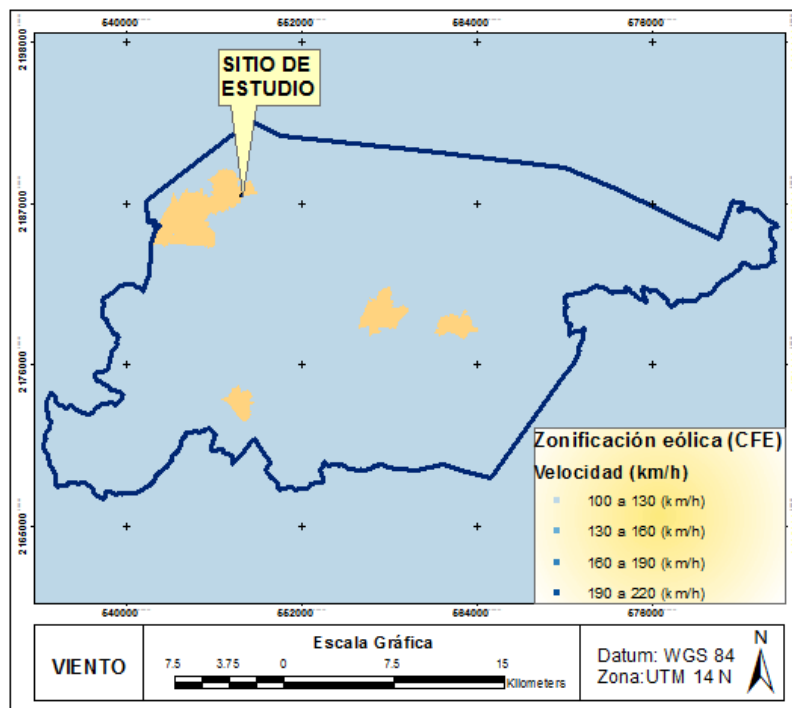 640000 652000 664000 676000
2198000
SITIO DE
ESTUDIO
2187000
2187000
2176000
2176000
2165000
Zonificación eólica (CFE)
Velocidad (km/h)
100 a 130 (km/h)
130 a 160 (km/h)
160 a 190 (km/h)
190 a 220 (km/h)
640000 652000 664000 676000
VIENTO
Escala Gráfica
7.5 3.75 0 7.5 15
Kilometers
Datum: WGS 84
Zona:UTM 14 N
N